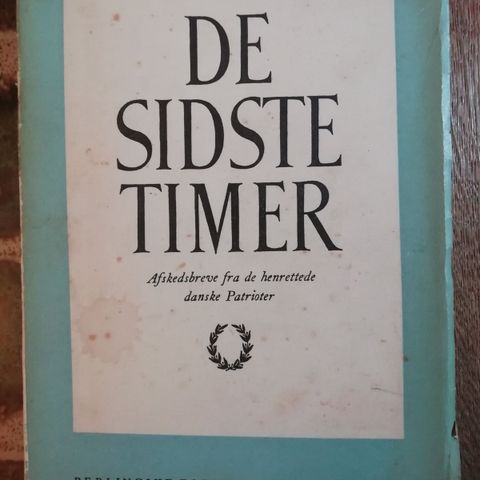 DE
SIDSTE
TIMER
Afskedsbreve fra de henrettede
danske Patrioter